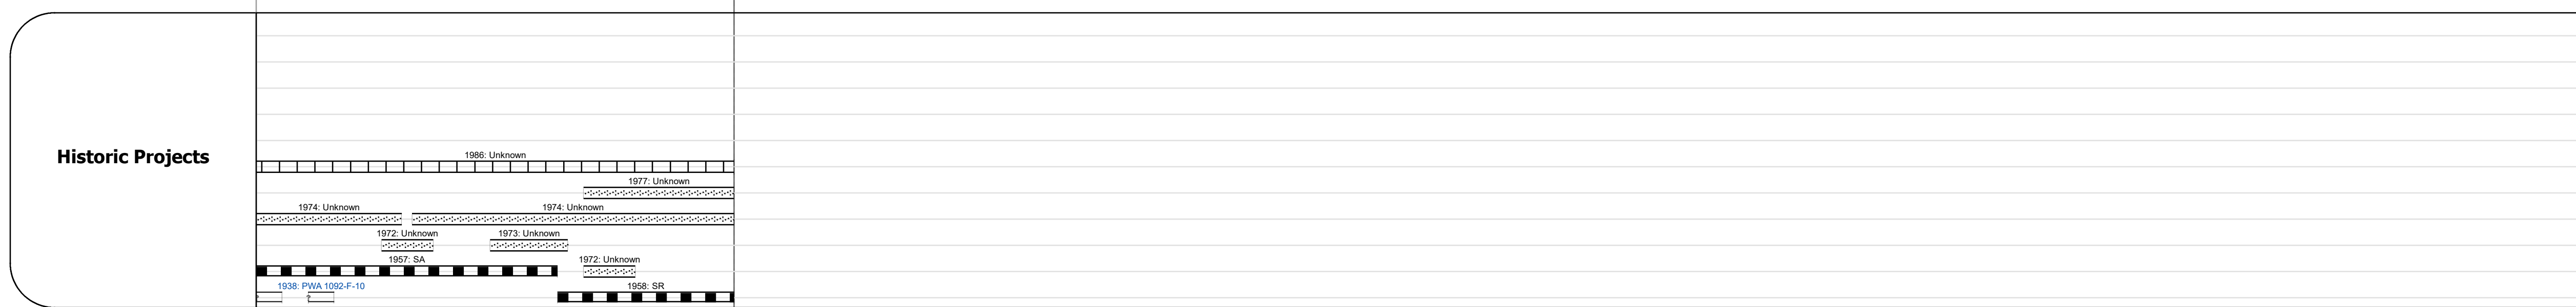 1986: Unknown
Historic Projects
1977: Unknown
1974: Unknown
1974: Unknown
1972: Unknown
1973: Unknown
1957: SA
1972: Unknown
1938: PWA 1092-F-10
1958: SR
?